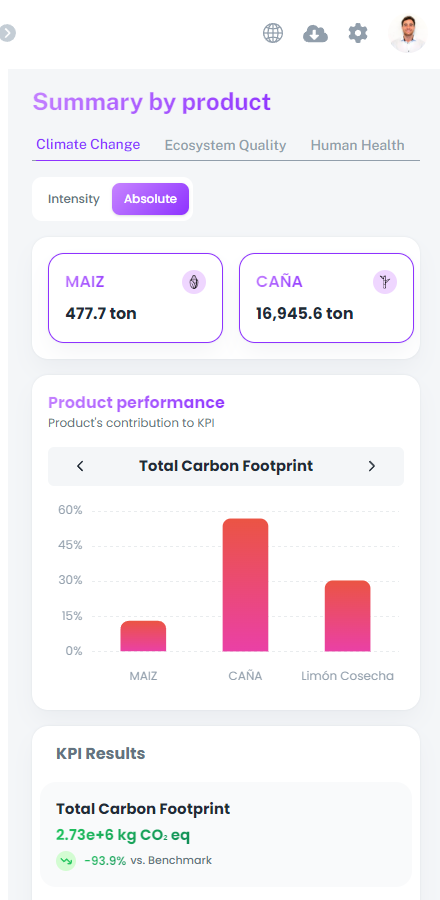 Summary by product
Climate Change Ecosystem Quality Human Health
Intensity Absolute
MAIZ
477.7 ton
CAÑA
16,945.6 ton
Product performance
Product's contribution to KPI
Total Carbon Footprint
60%
45%
30%
15%
0%
MAIZ CAÑA Limón Cosecha
KPI Results
Total Carbon Footprint
2.73e+6 kg CO₂ eq
-93.9% vs. Benchmark